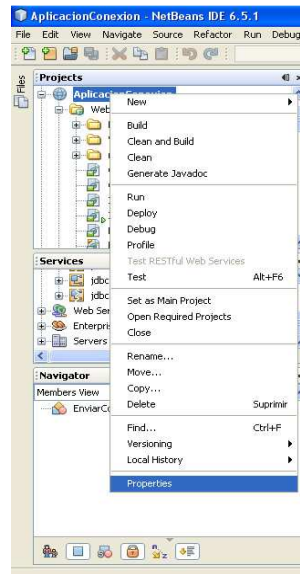 AplicacionConexion - NetBeans IDE 6.5.1
File Edit View Navigate Source Refactor Run Debug
Files
Projects
AplicacionConexion
Web
New
Build
Clean and Build
Clean
Generate Javadoc
Run
Deploy
Debug
Profile
Services
Test RESTful Web Services
jdbc
Test Alt+F6
jdbc
Web Ser
Set as Main Project
Enterpris
Open Required Projects
Servers
Close
Rename...
Navigator
Move...
Members View
Copy...
EnviarCo
Delete Suprimir
Find... Ctrl+F
Versioning
Local History
Properties